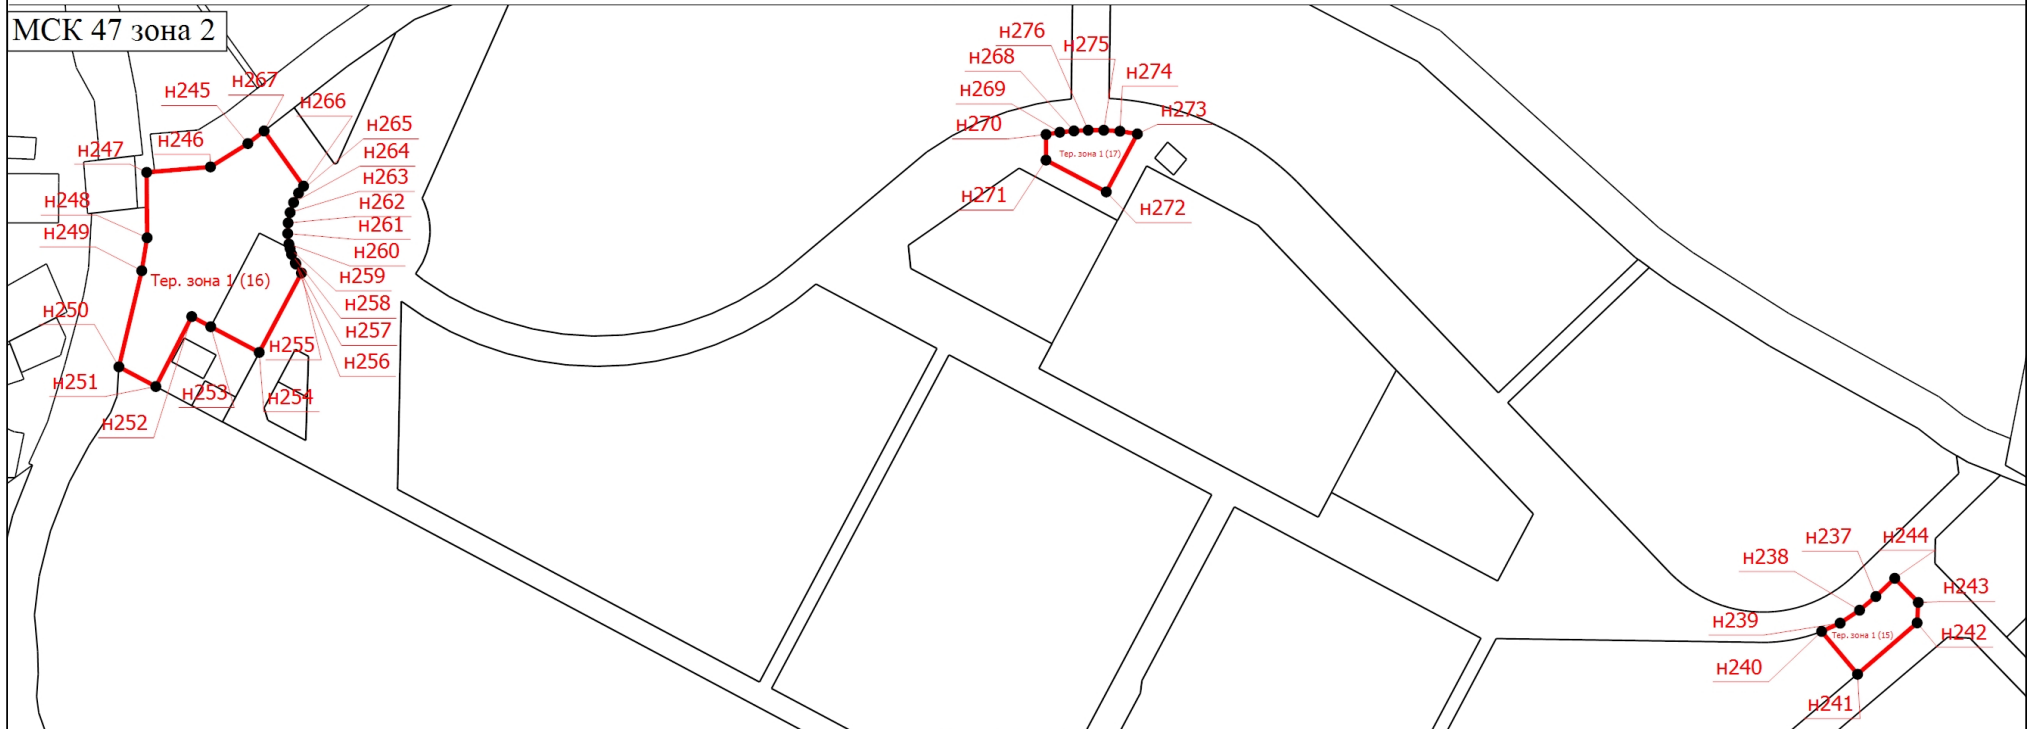 МСК 47 зона 2
н245
н267
н266
н247
н246
н265
н264
н263
н248
н262
н249
н261
н260
Тер. зона 1 (16)
н259
н250
н258
н257
н255
н256
н251
н253
н254
н252
н276
н275
н268
н274
н269
н273
н270
Тер. зона 1 (17)
н271
н272
н237
н244
н238
н243
н239
Тер. зона 1 (15)
н242
н240
н241